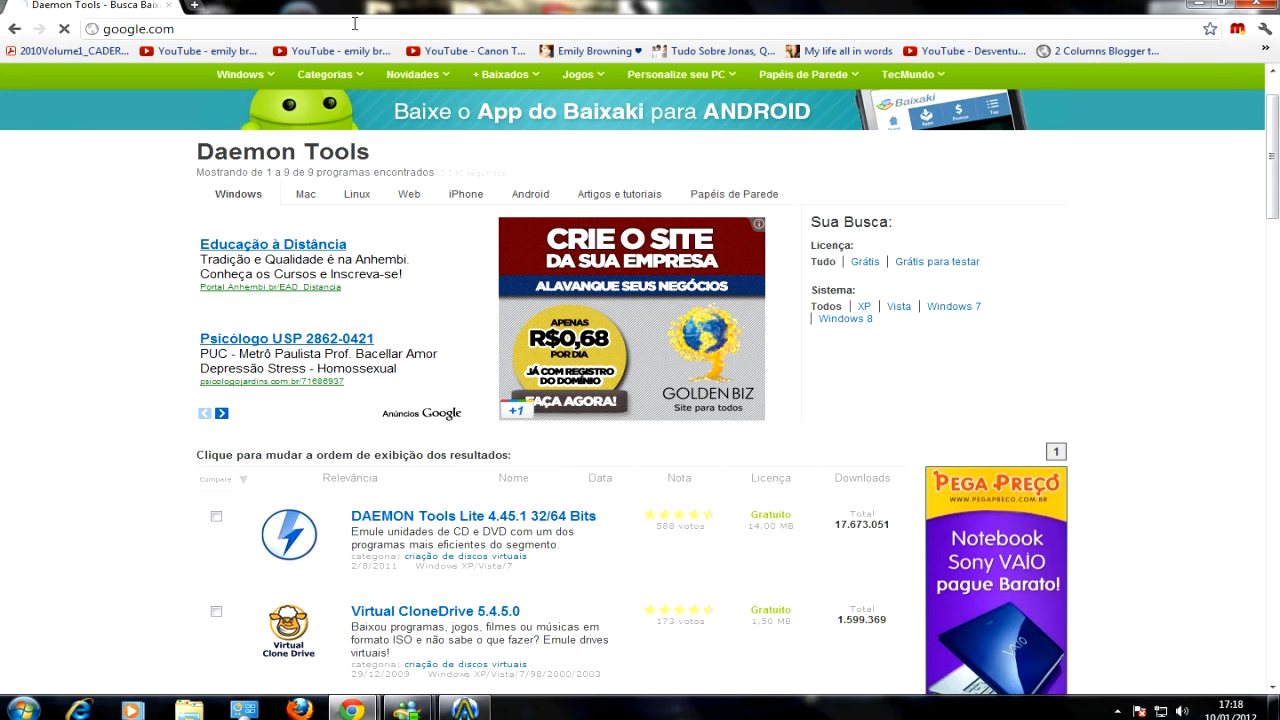 Daemon Tools - Busca Baix
google.com
2010Volume1_CADER...
YouTube - emily br...
YouTube - emily br...
YouTube - Canon T...
Emily Browning ♥
Tudo Sobre Jonas, Q...
My life all in words
YouTube - Desventu...
2 Columns Blogger t...
Windows
Categorias
Novidades
+ Baixados
Jogos
Personalize seu PC
Papéis de Parede
TecMundo
Baixe o App do Baixaki para ANDROID
Baixaki
Daemon Tools
Mostrando de 1 a 9 de 9 programas encontrados
Windows
Mac
Linux
Web
iPhone
Android
Artigos e tutoriais
Papéis de Parede
Educação à Distância
Tradição e Qualidade é na Anhembi.
Conheça os Cursos e Inscreva-se!
Portal.Anhembi.br/EAD_Distancia
Psicólogo USP 2862-0421
PUC - Metrô Paulista Prof. Bacellar Amor
Depressão Stress - Homossexual
psicologojardins.com.br/71686937
Anúncios Google
CRIE O SITE
DA SUA EMPRESA
ALAVANQUE SEUS NEGÓCIOS
APENAS
R$0,68
POR DIA
JÁ COM REGISTRO
DO DOMÍNIO
FAÇA AGORA!
+1
GOLDEN BIZ
Site para todos
Sua Busca:
Licença:
Tudo | Grátis | Grátis para testar
Sistema:
Todos | XP | Vista | Windows 7
| Windows 8
Clique para mudar a ordem de exibição dos resultados:
1
Compare
Relevância
Nome
Data
Nota
Licença
Downloads
DAEMON Tools Lite 4.45.1 32/64 Bits
Emule unidades de CD e DVD com um dos
programas mais eficientes do segmento.
categoria: criação de discos virtuais
2/8/2011 Windows XP/Vista/7
588 votos
Gratuito
14.00 MB
Total
17.673.051
Virtual CloneDrive 5.4.5.0
Baixou programas, jogos, filmes ou músicas em
formato ISO e não sabe o que fazer? Emule drives
virtuais!
categoria: criação de discos virtuais
29/12/2009 Windows XP/Vista/7/98/2000/2003
173 votos
Gratuito
1,50 MB
Total
1.599.369
Virtual
Clone Drive
PEGA PREÇO
WWW.PEGAPRECO.COM.BR
Notebook
Sony VAIO
pague Barato!
VAIO
17:18
10/01/2012